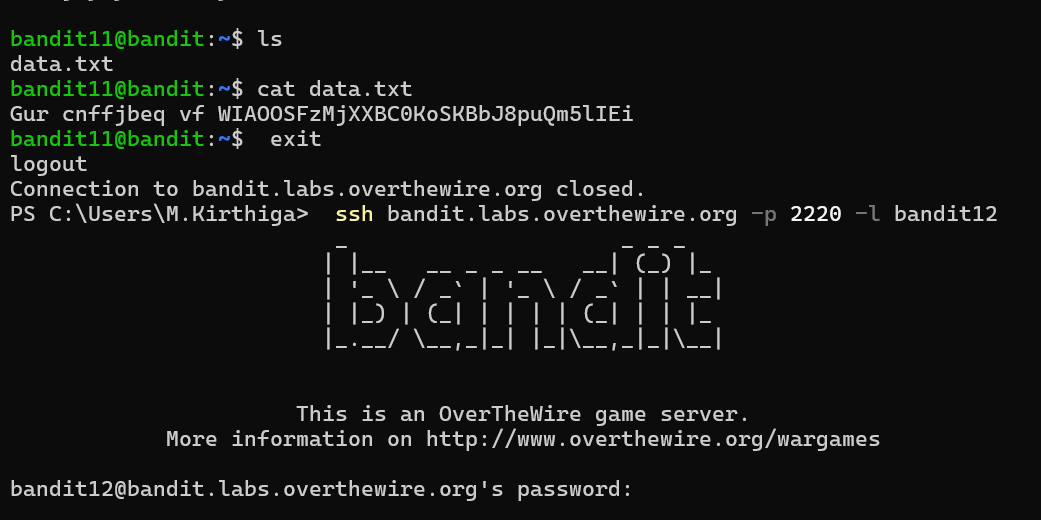 bandit11@bandit:~$ ls
data.txt
bandit11@bandit:~$ cat data.txt
Gur cnffjbeq vf WIAOOSFzMjXXBC0KoSKBbJ8puQm5lIEi
bandit11@bandit:~$  exit
logout
Connection to bandit.labs.overthewire.org closed.
PS C:\Users\M.Kirthiga>  ssh bandit.labs.overthewire.org -p 2220 -l bandit12
bandit
This is an OverTheWire game server.
More information on http://www.overthewire.org/wargames
bandit12@bandit.labs.overthewire.org's password: